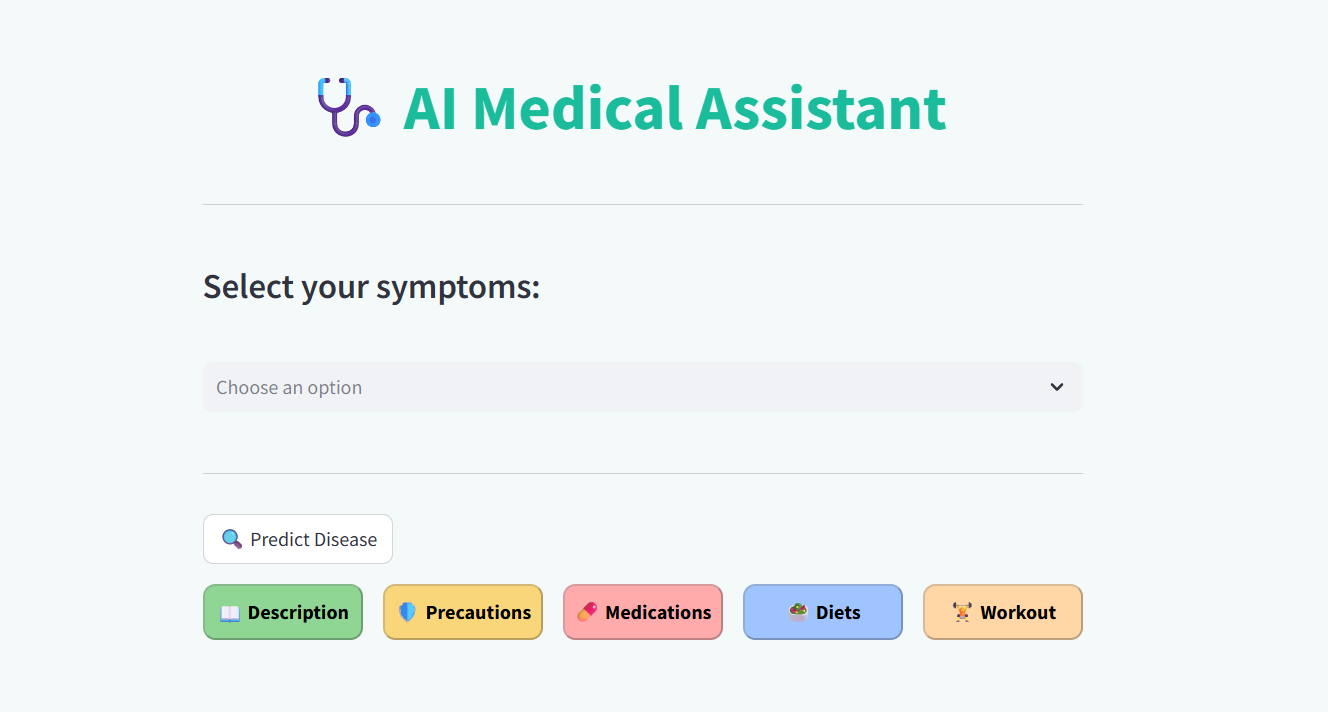 AI Medical Assistant
Select your symptoms:
Choose an option
Predict Disease
Description
Precautions
Medications
Diets
Workout